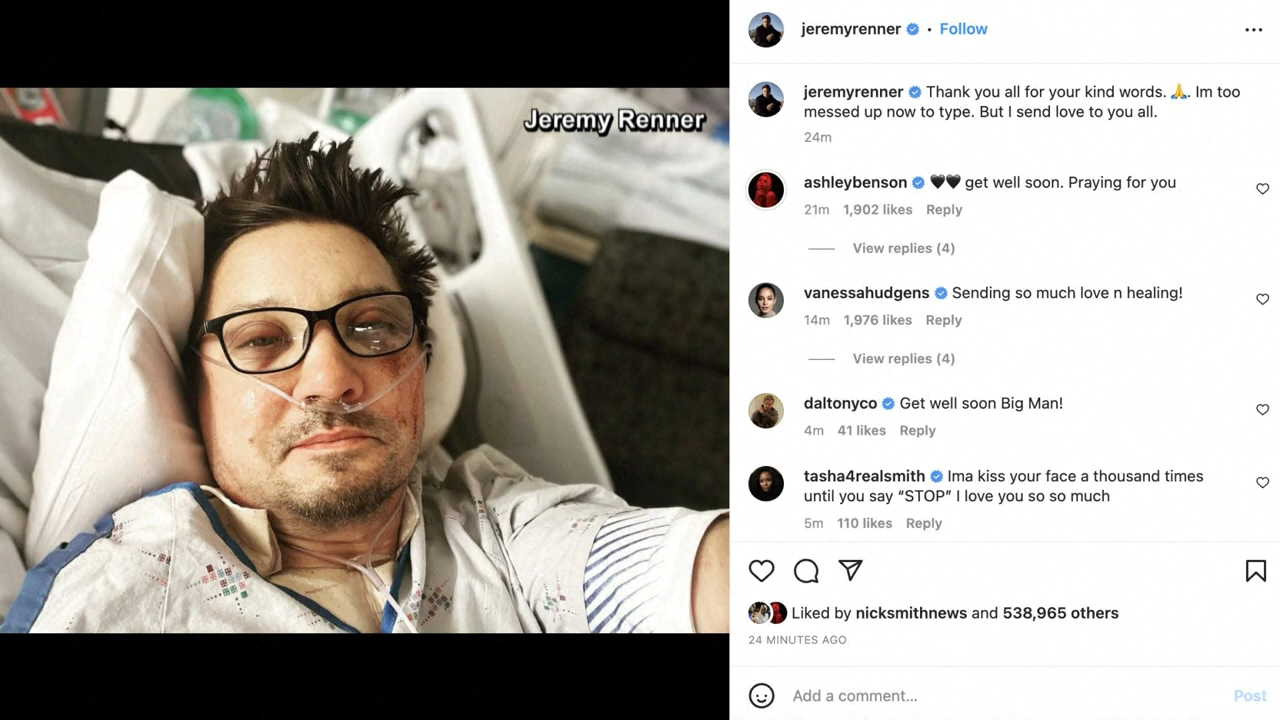 Jeremy Renner
jeremyrenner • Follow
jeremyrenner Thank you all for your kind words. 🙏. Im too
messed up now to type. But I send love to you all.
24m
ashleybenson 🖤🖤 get well soon. Praying for you
21m 1,902 likes Reply
View replies (4)
vanessahudgens Sending so much love n healing!
14m 1,976 likes Reply
View replies (4)
daltonyco Get well soon Big Man!
4m 41 likes Reply
tasha4realsmith Ima kiss your face a thousand times
until you say “STOP” I love you so so much
5m 110 likes Reply
Liked by nicksmithnews and 538,965 others
24 MINUTES AGO
Add a comment... Post